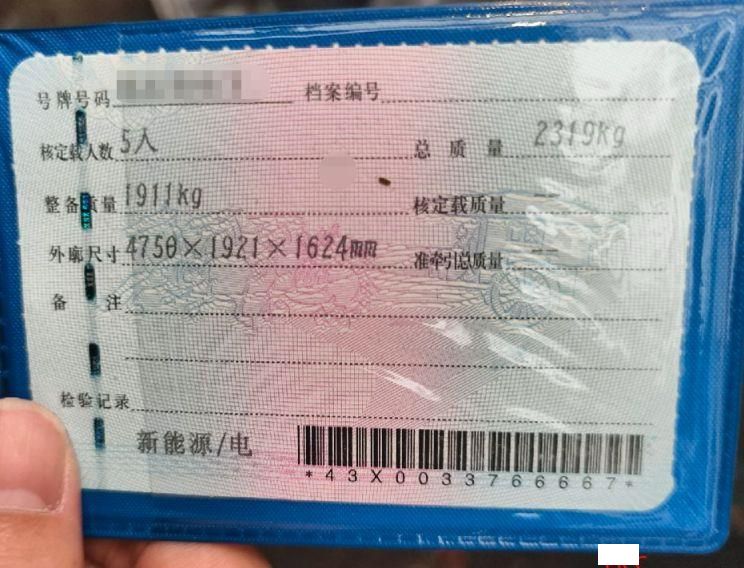 号牌号码 档案编号
核定载人数 5人 总质量 2319kg
整备质量 1911kg 核定载质量 --
外廓尺寸 4750×1921×1624mm 准牵引总质量 --
备注
检验记录
新能源/电
*43X0033766667*